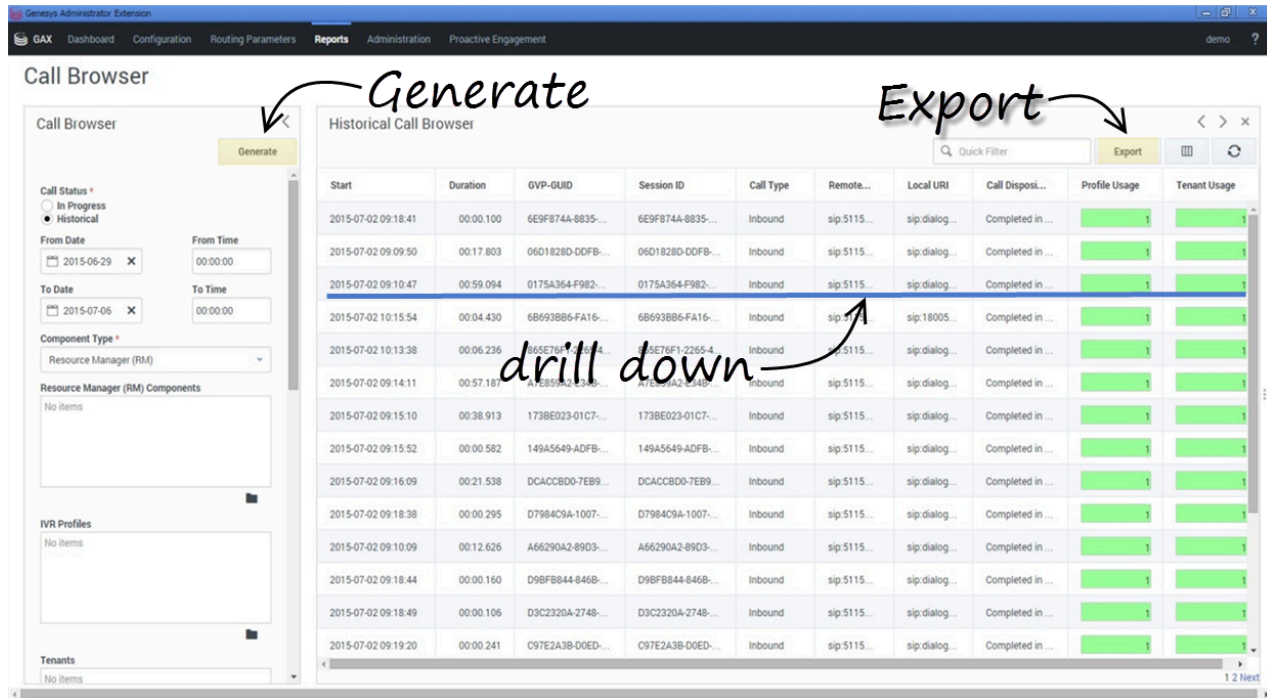 Genesys Administrator Extension
GAX Dashboard Configuration Routing Parameters Reports Administration Proactive Engagement demo ?
Call Browser
Generate
Export
Call Browser
Historical Call Browser
Generate
Quick Filter
Export
Call Status *
In Progress
Historical
From Date From Time
2015-06-29 00:00:00
To Date To Time
2015-07-06 00:00:00
Component Type *
Resource Manager (RM)
Resource Manager (RM) Components
No items
IVR Profiles
No items
Tenants
No items
Start Duration GVP-GUID Session ID Call Type Remote... Local URI Call Disposi... Profile Usage Tenant Usage
2015-07-02 09:18:41 00:00.100 6E9F874A-8835-... 6E9F874A-8835-... Inbound sip:5115... sip:dialog... Completed in ... 1 1
2015-07-02 09:09:50 00:17.803 06D1828D-DDFB-... 06D1828D-DDFB-... Inbound sip:5115... sip:dialog... Completed in ... 1 1
2015-07-02 09:10:47 00:59.094 0175A364-F982-... 0175A364-F982-... Inbound sip:5115... sip:dialog... Completed in ... 1 1
2015-07-02 10:15:54 00:04.430 6B693BB6-FA16-... 6B693BB6-FA16-... Inbound sip:18005... Completed in ... 1 1
2015-07-02 10:13:38 00:06.236 865E76F1-2265-4... 865E76F1-2265-4... Inbound sip:5115... sip:dialog... Completed in ... 1 1
drill down
2015-07-02 09:14:11 00:57.187 Inbound sip:5115... sip:dialog... Completed in ... 1 1
2015-07-02 09:15:10 00:38.913 173BE023-01C7-... 173BE023-01C7-... Inbound sip:5115... sip:dialog... Completed in ... 1 1
2015-07-02 09:15:52 00:00.582 149A5649-ADFB-... 149A5649-ADFB-... Inbound sip:5115... sip:dialog... Completed in ... 1 1
2015-07-02 09:16:09 00:21.538 DCACCBD0-7EB9... DCACCBD0-7EB9... Inbound sip:5115... sip:dialog... Completed in ... 1 1
2015-07-02 09:18:38 00:00.295 D7984C9A-1007-... D7984C9A-1007-... Inbound sip:5115... sip:dialog... Completed in ... 1 1
2015-07-02 09:10:09 00:12.626 A66290A2-89D3-... A66290A2-89D3-... Inbound sip:5115... sip:dialog... Completed in ... 1 1
2015-07-02 09:18:44 00:00.160 D9BFB844-846B-... D9BFB844-846B-... Inbound sip:5115... sip:dialog... Completed in ... 1 1
2015-07-02 09:18:49 00:00.106 D3C2320A-2748-... D3C2320A-2748-... Inbound sip:5115... sip:dialog... Completed in ... 1 1
2015-07-02 09:19:20 00:00.241 C97E2A3B-D0ED-... C97E2A3B-D0ED-... Inbound sip:5115... sip:dialog... Completed in ... 1 1
1 2 Next